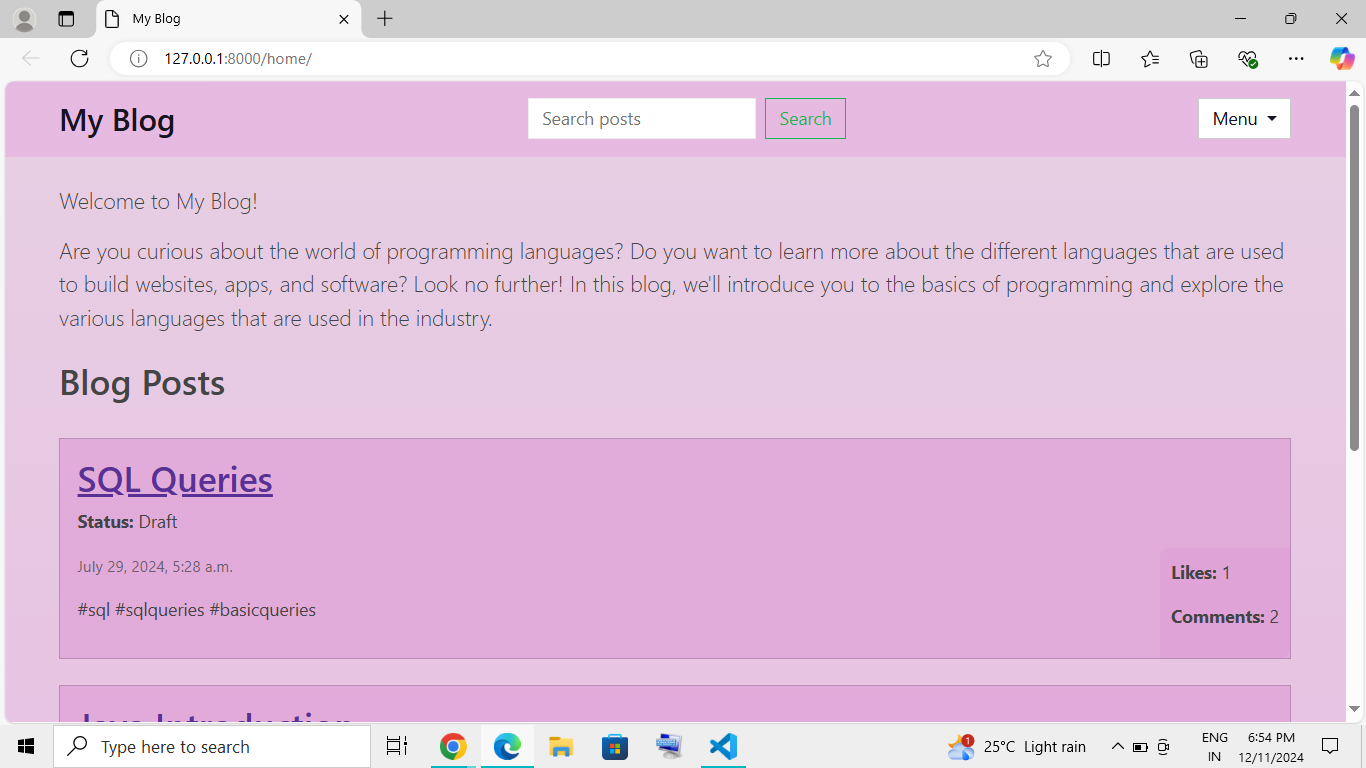 My Blog
127.0.0.1:8000/home/
My Blog
Search posts
Search
Menu
Welcome to My Blog!
Are you curious about the world of programming languages? Do you want to learn more about the different languages that are used
to build websites, apps, and software? Look no further! In this blog, we'll introduce you to the basics of programming and explore the
various languages that are used in the industry.
Blog Posts
SQL Queries
Status: Draft
July 29, 2024, 5:28 a.m.
Likes: 1
#sql #sqlqueries #basicqueries
Comments: 2
Java Introduction
Type here to search
1
25°C Light rain
ENG
IN
6:54 PM
12/11/2024